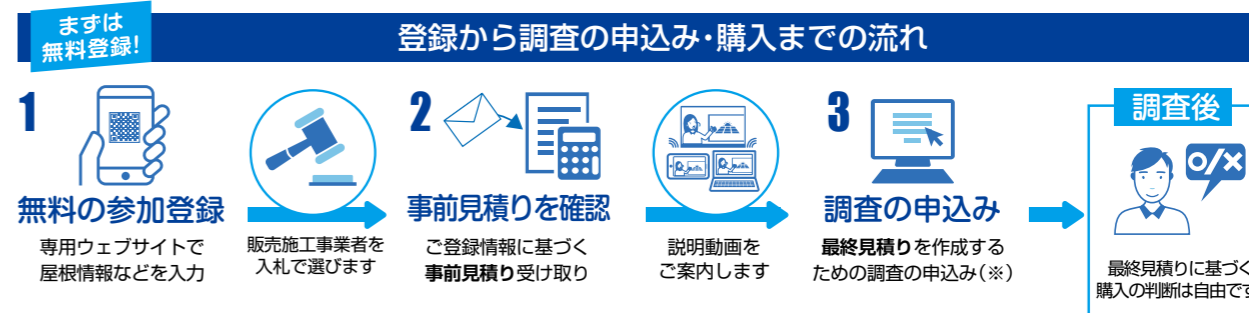 まずは
無料登録!
登録から調査の申込み・購入までの流れ
1
無料の参加登録
専用ウェブサイトで
屋根情報などを入力
販売施工事業者を
入札で選びます
2
事前見積りを確認
ご登録情報に基づく
事前見積り受け取り
説明動画を
ご案内します
3
調査の申込み
最終見積りを作成する
ための調査の申込み(※)
調査後
o/x
最終見積りに基づく
購入の判断は自由です